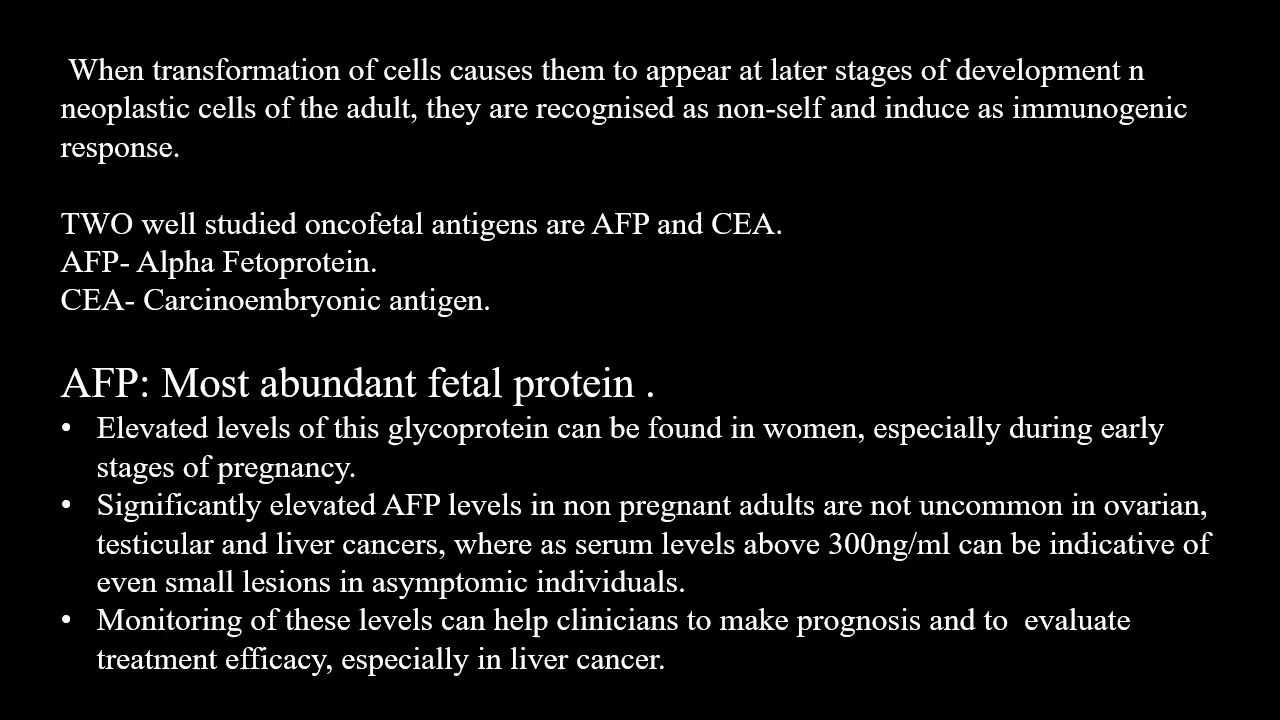 When transformation of cells causes them to appear at later stages of development n
neoplastic cells of the adult, they are recognised as non-self and induce as immunogenic
response.
TWO well studied oncofetal antigens are AFP and CEA.
AFP- Alpha Fetoprotein.
CEA- Carcinoembryonic antigen.
AFP: Most abundant fetal protein .
• Elevated levels of this glycoprotein can be found in women, especially during early
stages of pregnancy.
• Significantly elevated AFP levels in non pregnant adults are not uncommon in ovarian,
testicular and liver cancers, where as serum levels above 300ng/ml can be indicative of
even small lesions in asymptomic individuals.
• Monitoring of these levels can help clinicians to make prognosis and to  evaluate
treatment efficacy, especially in liver cancer.